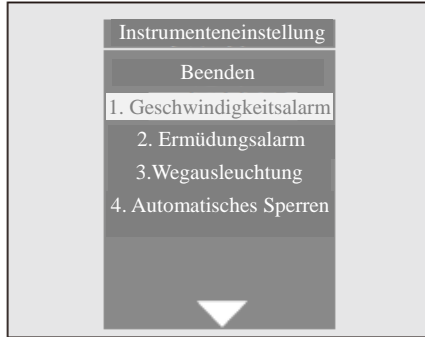 Instrumenteneinstellung
Beenden
1. Geschwindigkeitsalarm
2. Ermüdungsalarm
3.Wegausleuchtung
4. Automatisches Sperren